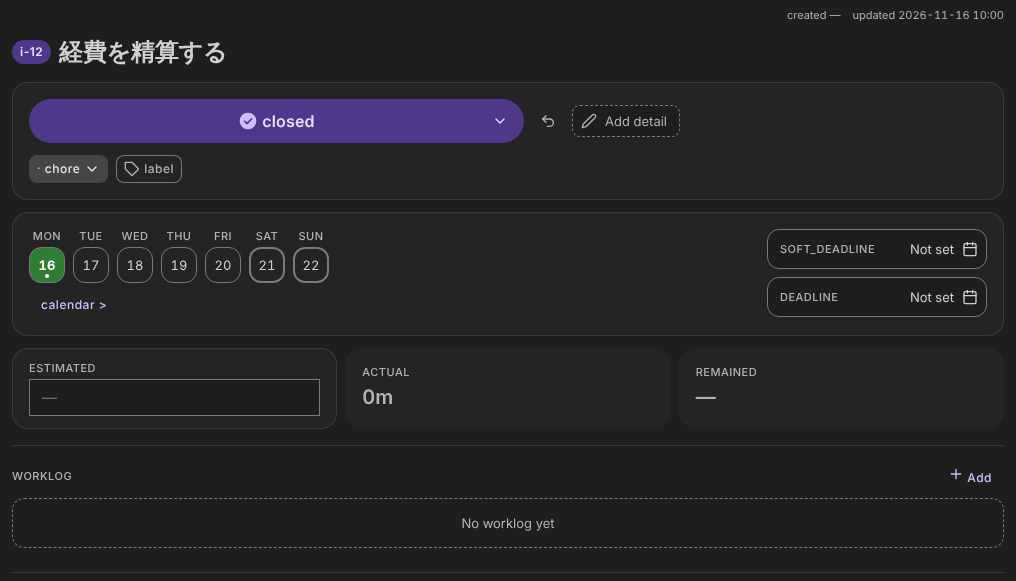 created — updated 2026-11-16 10:00
i-12 経費を精算する
closed
Add detail
· chore
label
MON TUE WED THU FRI SAT SUN
16 17 18 19 20 21 22
calendar >
SOFT_DEADLINE Not set
DEADLINE Not set
ESTIMATED
—
ACTUAL
0m
REMAINED
—
WORKLOG
+ Add
No worklog yet